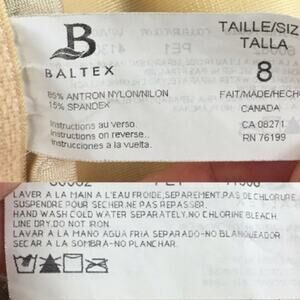 B
BALTEX
TAILLE/SIZ
TALLA
8
85% ANTRON NYLON/NILON
15% SPANDEX
FAIT/MADE/HECHO
CANADA
Instructions au verso.
Instructions on reverse..
Instrucciones a la vuelta.
CA 08271
RN 76199
LAVER A LA MAIN A L'EAU FROIDE, SEPAREMENT. PAS DE CHLORURE.
SUSPENDRE POUR SECHER. NE PAS REPASSER.
HAND WASH COLD WATER SEPARATELY, NO CHLORINE BLEACH.
LINE DRY. DO NOT IRON.
LAVAR A LA MANO AGUA FRIA SEPARADO-NO BLANQUEADOR
SECAR A LA SOMBRA-NO PLANCHAR.